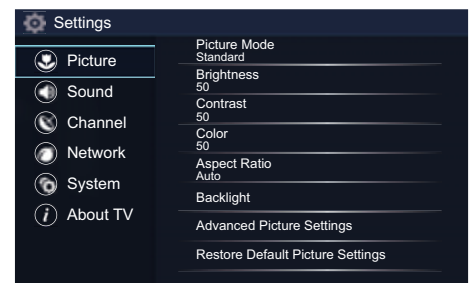 Settings
Picture
Sound
Channel
Network
System
About TV
Picture Mode
Standard
Brightness
50
Contrast
50
Color
50
Aspect Ratio
Auto
Backlight
Advanced Picture Settings
Restore Default Picture Settings